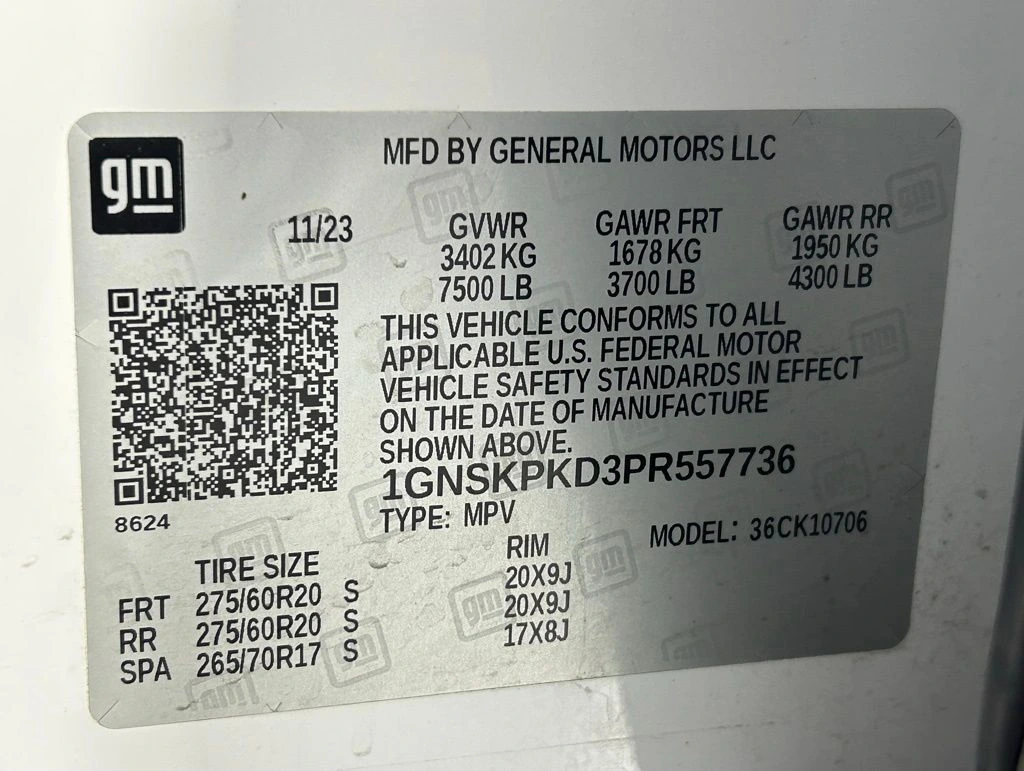 gm
MFD BY GENERAL MOTORS LLC
11/23 GVWR GAWR FRT GAWR RR
3402 KG 1678 KG 1950 KG
7500 LB 3700 LB 4300 LB
THIS VEHICLE CONFORMS TO ALL
APPLICABLE U.S. FEDERAL MOTOR
VEHICLE SAFETY STANDARDS IN EFFECT
ON THE DATE OF MANUFACTURE
SHOWN ABOVE.
1GNSKPKD3PR557736
8624
TYPE: MPV MODEL: 36CK10706
TIRE SIZE RIM
FRT 275/60R20 S 20X9J
RR 275/60R20 S 20X9J
SPA 265/70R17 S 17X8J